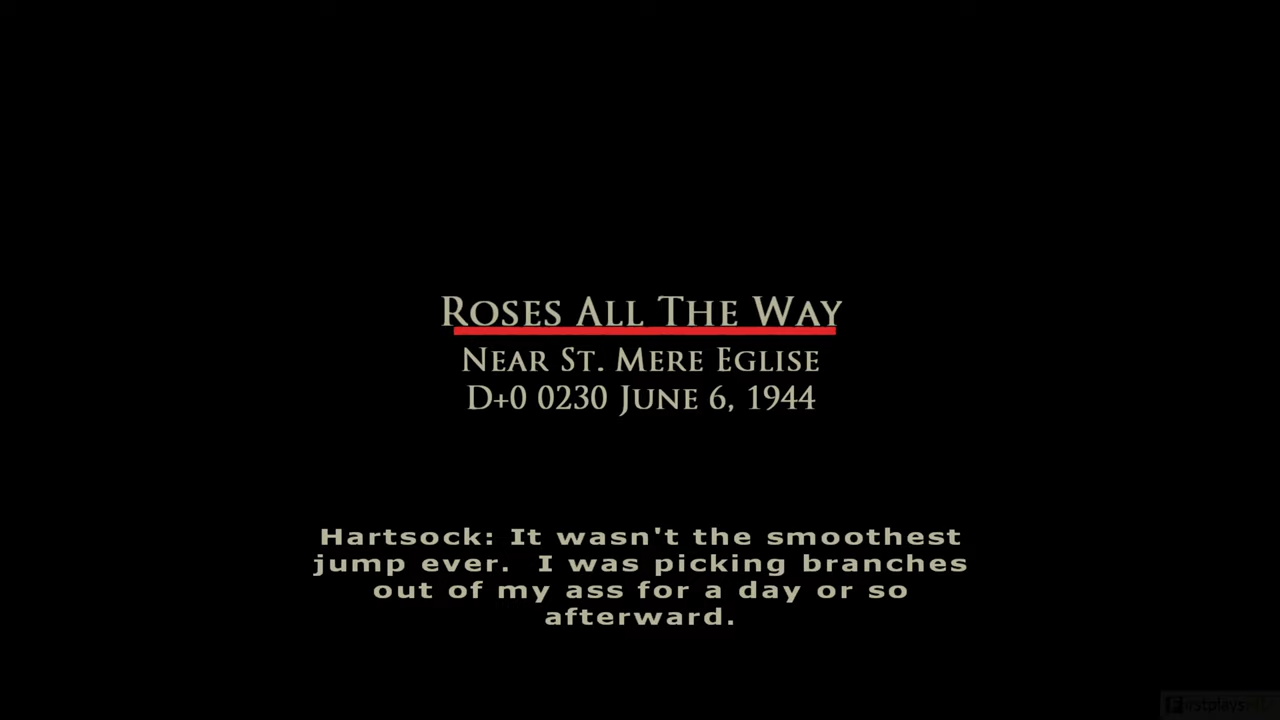 Roses All The Way
Near St. Mere Eglise
D+0 0230 June 6, 1944
Hartsock: It wasn't the smoothest
jump ever.  I was picking branches
out of my ass for a day or so
afterward.